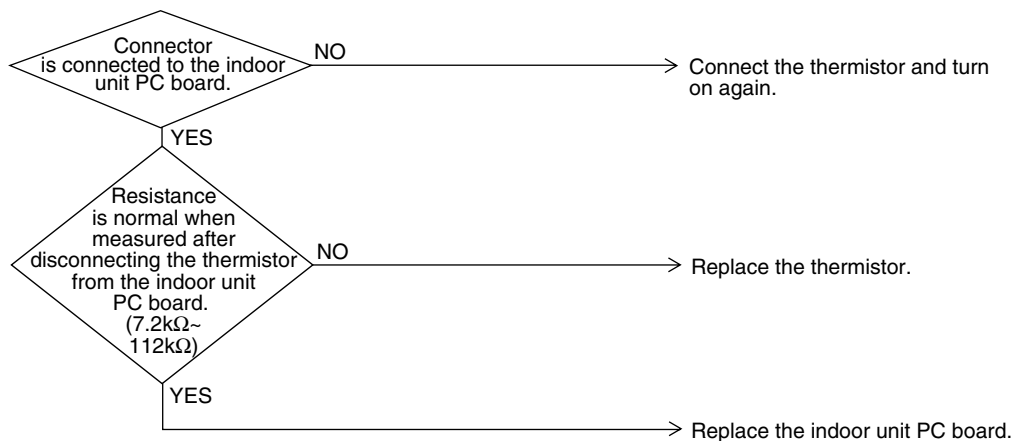 Connector
is connected to the indoor
unit PC board.
NO
Connect the thermistor and turn
on again.
YES
Resistance
is normal when
measured after
disconnecting the thermistor
from the indoor unit
PC board.
(7.2kΩ~
112kΩ)
NO
Replace the thermistor.
YES
Replace the indoor unit PC board.